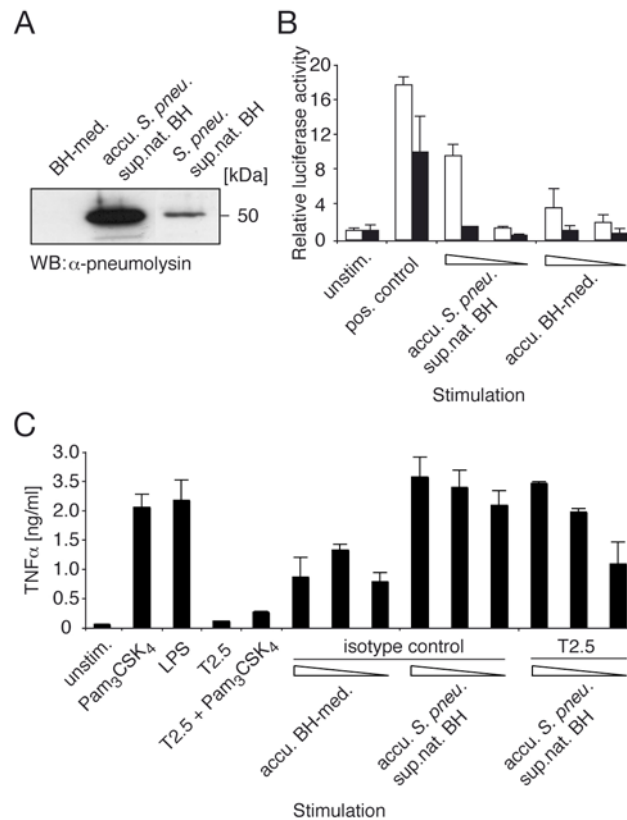 A
BH-med.
accu. S. pneu.
sup.nat. BH
S. pneu.
sup.nat. BH
[kDa]
50
WB:α-pneumolysin
B
Relative luciferase activity
20
16
12
8
4
0
unstim.
pos. control
accu. S. pneu.
sup.nat. BH
accu. BH-med.
Stimulation
C
TNFα [ng/ml]
3.0
3.5
2.0
1.5
1.0
0.5
0
unstim.
Pam3CSK4
LPS
T2.5
T2.5 + Pam3CSK4
isotype control
T2.5
accu. BH-med.
accu. S. pneu.
sup.nat. BH
accu. S. pneu.
sup.nat. BH
Stimulation